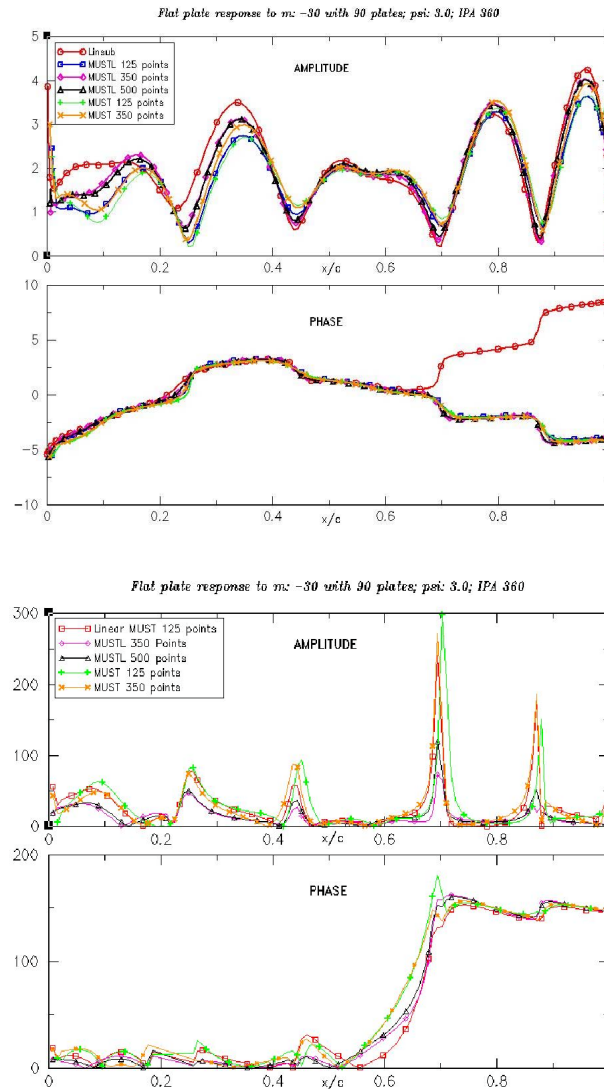 Flat plate response to m: -30 with 90 plates; psi: 3.0; IPA 360
AMPLITUDE
Linsub
MUSTL 125 points
MUSTL 350 points
MUSTL 500 points
MUST 125 points
MUST 350 points
5
4
3
2
1
0
0 0.2 0.4 0.6 0.8
x/c
PHASE
10
5
0
-5
-10
0 0.2 0.4 0.6 0.8
x/c
Flat plate response to m: -30 with 90 plates; psi: 3.0; IPA 360
AMPLITUDE
Linear MUST 125 points
MUSTL 350 Points
MUSTL 500 points
MUST 125 points
MUST 350 points
300
200
100
0
0 0.2 0.4 0.6 0.8
x/c
PHASE
200
100
0
0 0.2 0.4 0.6 0.8
x/c